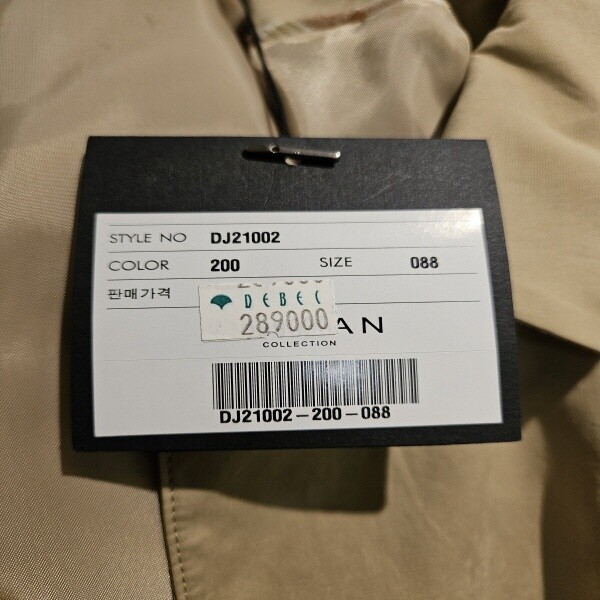 STYLE NO DJ21002
COLOR 200 SIZE 088
판매가격
DEBEC
289000
AN
COLLECTION
DJ21002-200-088